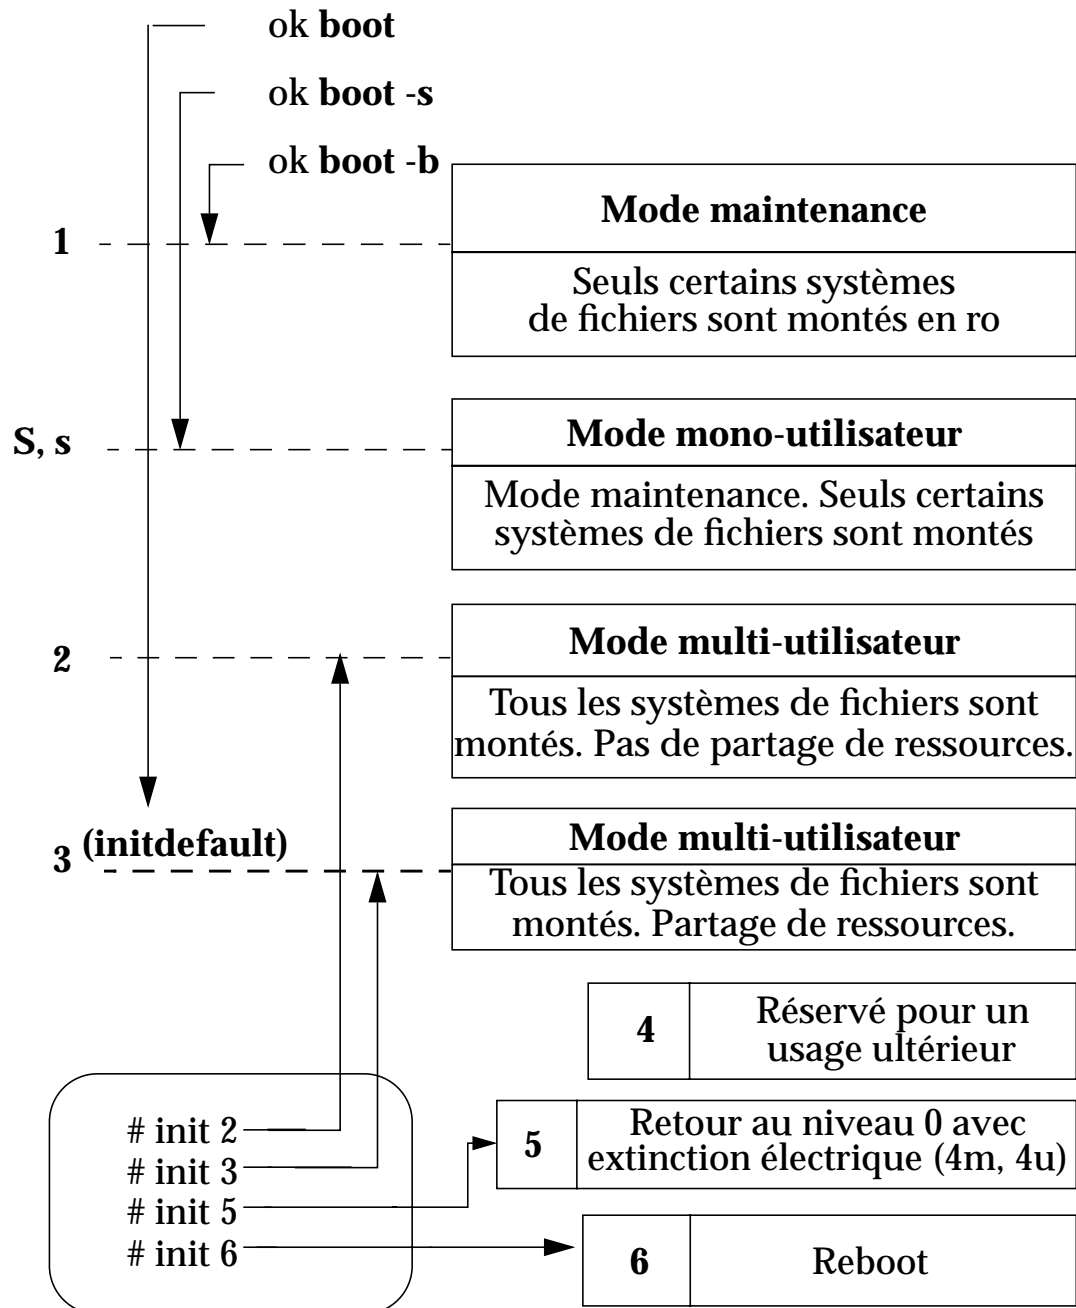 ok boot
ok boot -s
ok boot -b
Mode maintenance
1
Seuls certains systèmes
de fichiers sont montés en ro
S, s
Mode mono-utilisateur
Mode maintenance. Seuls certains
systèmes de fichiers sont montés
2
Mode multi-utilisateur
Tous les systèmes de fichiers sont
montés. Pas de partage de ressources.
3 (initdefault)
Mode multi-utilisateur
Tous les systèmes de fichiers sont
montés. Partage de ressources.
4
Réservé pour un
usage ultérieur
# init 2
# init 3
# init 5
# init 6
5
Retour au niveau 0 avec
extinction électrique (4m, 4u)
6
Reboot